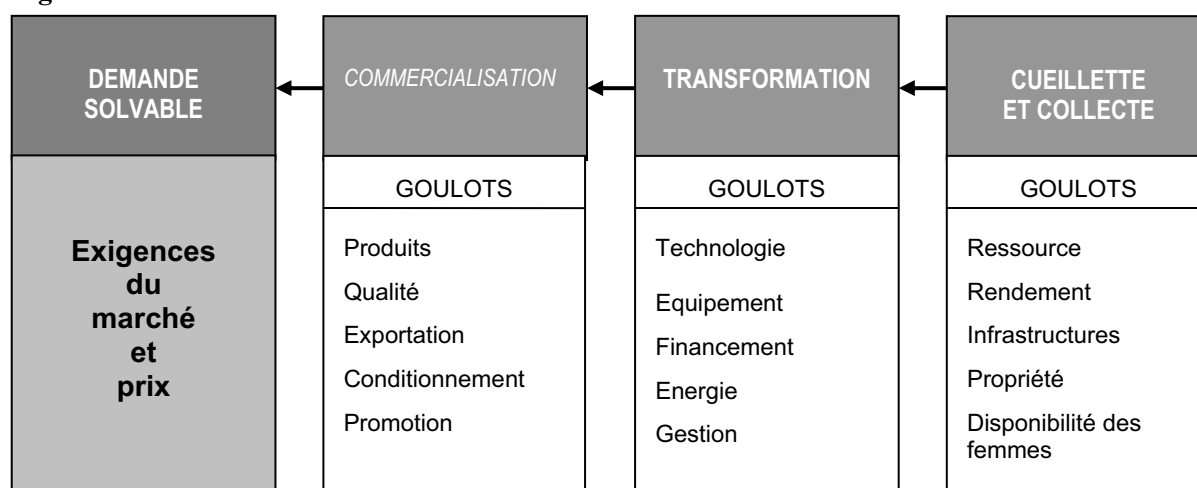 DEMANDE
SOLVABLE
COMMERCIALISATION
TRANSFORMATION
CUEILLETTE
ET COLLECTE
Exigences
du
marché
et
prix
GOULOTS
Produits
Qualité
Exportation
Conditionnement
Promotion
GOULOTS
Technologie
Equipement
Financement
Energie
Gestion
GOULOTS
Ressource
Rendement
Infrastructures
Propriété
Disponibilité des
femmes